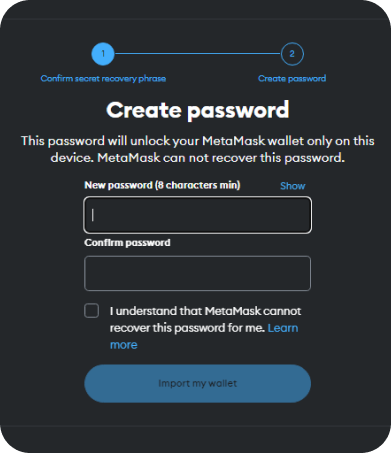 1
2
Confirm secret recovery phrase
Create password
Create password
This password will unlock your MetaMask wallet only on this
device. MetaMask can not recover this password.
New password (8 characters min)
Show
Confirm password
I understand that MetaMask cannot
recover this password for me. Learn
more
Import my wallet